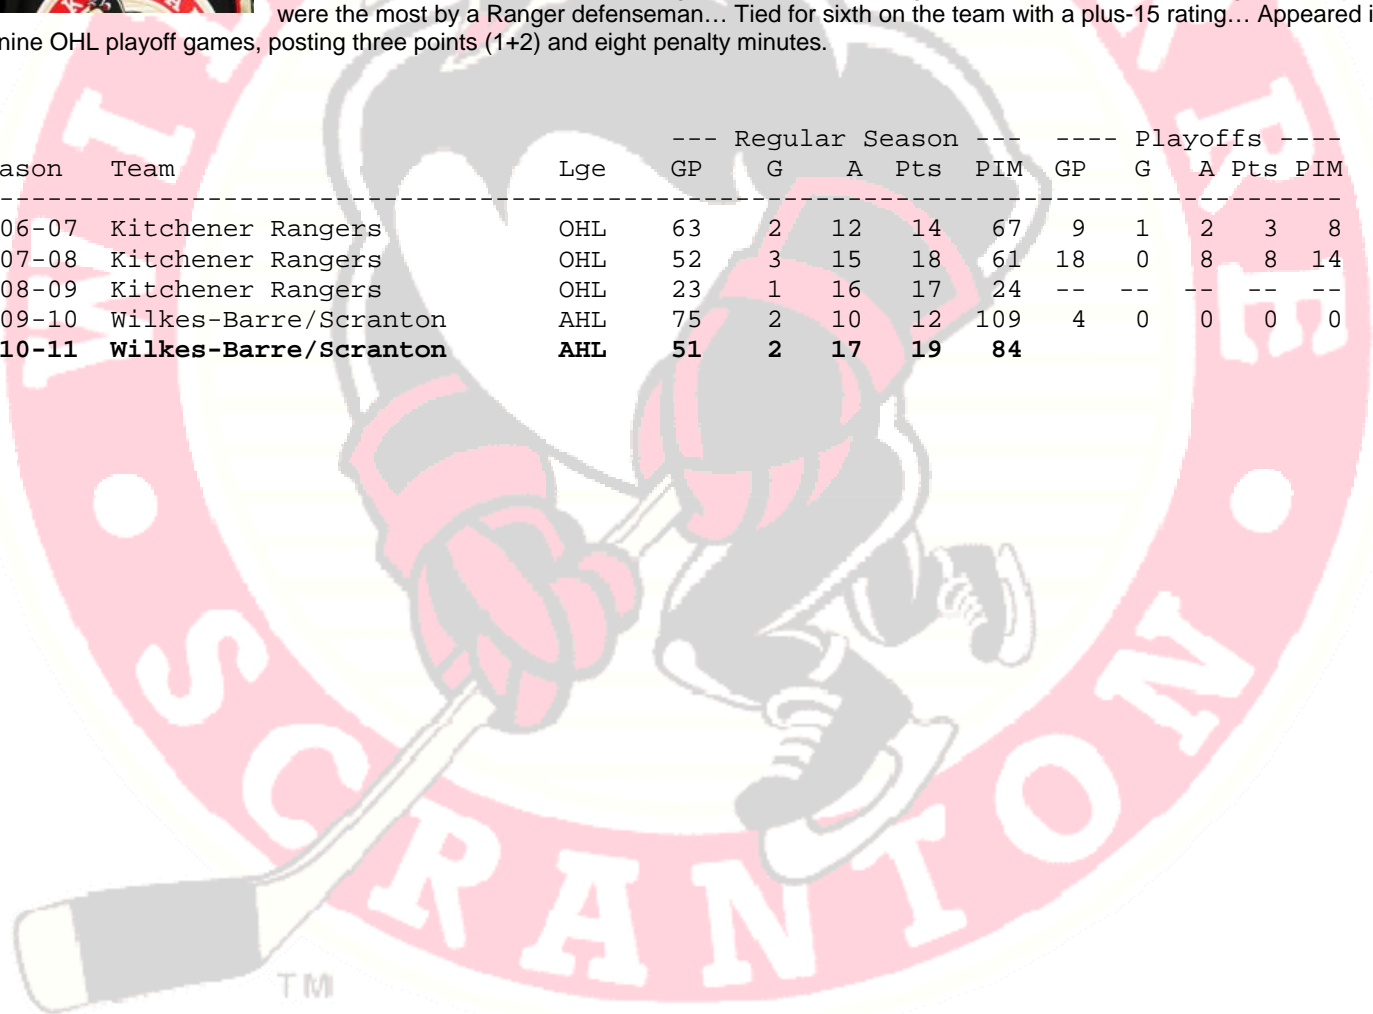 were the most by a Ranger defenseman… Tied for sixth on the team with a plus-15 rating… Appeared i
nine OHL playoff games, posting three points (1+2) and eight penalty minutes.
--- Regular Season --- ---- Playoffs ----
ason Team Lge GP G A Pts PIM GP G A Pts PIM
------------------------------------------------------------------------------------
06-07 Kitchener Rangers OHL 63 2 12 14 67 9 1 2 3 8
07-08 Kitchener Rangers OHL 52 3 15 18 61 18 0 8 8 14
08-09 Kitchener Rangers OHL 23 1 16 17 24 -- -- -- -- --
09-10 Wilkes-Barre/Scranton AHL 75 2 10 12 109 4 0 0 0 0
10-11 Wilkes-Barre/Scranton AHL 51 2 17 19 84
SCRANTON
TM